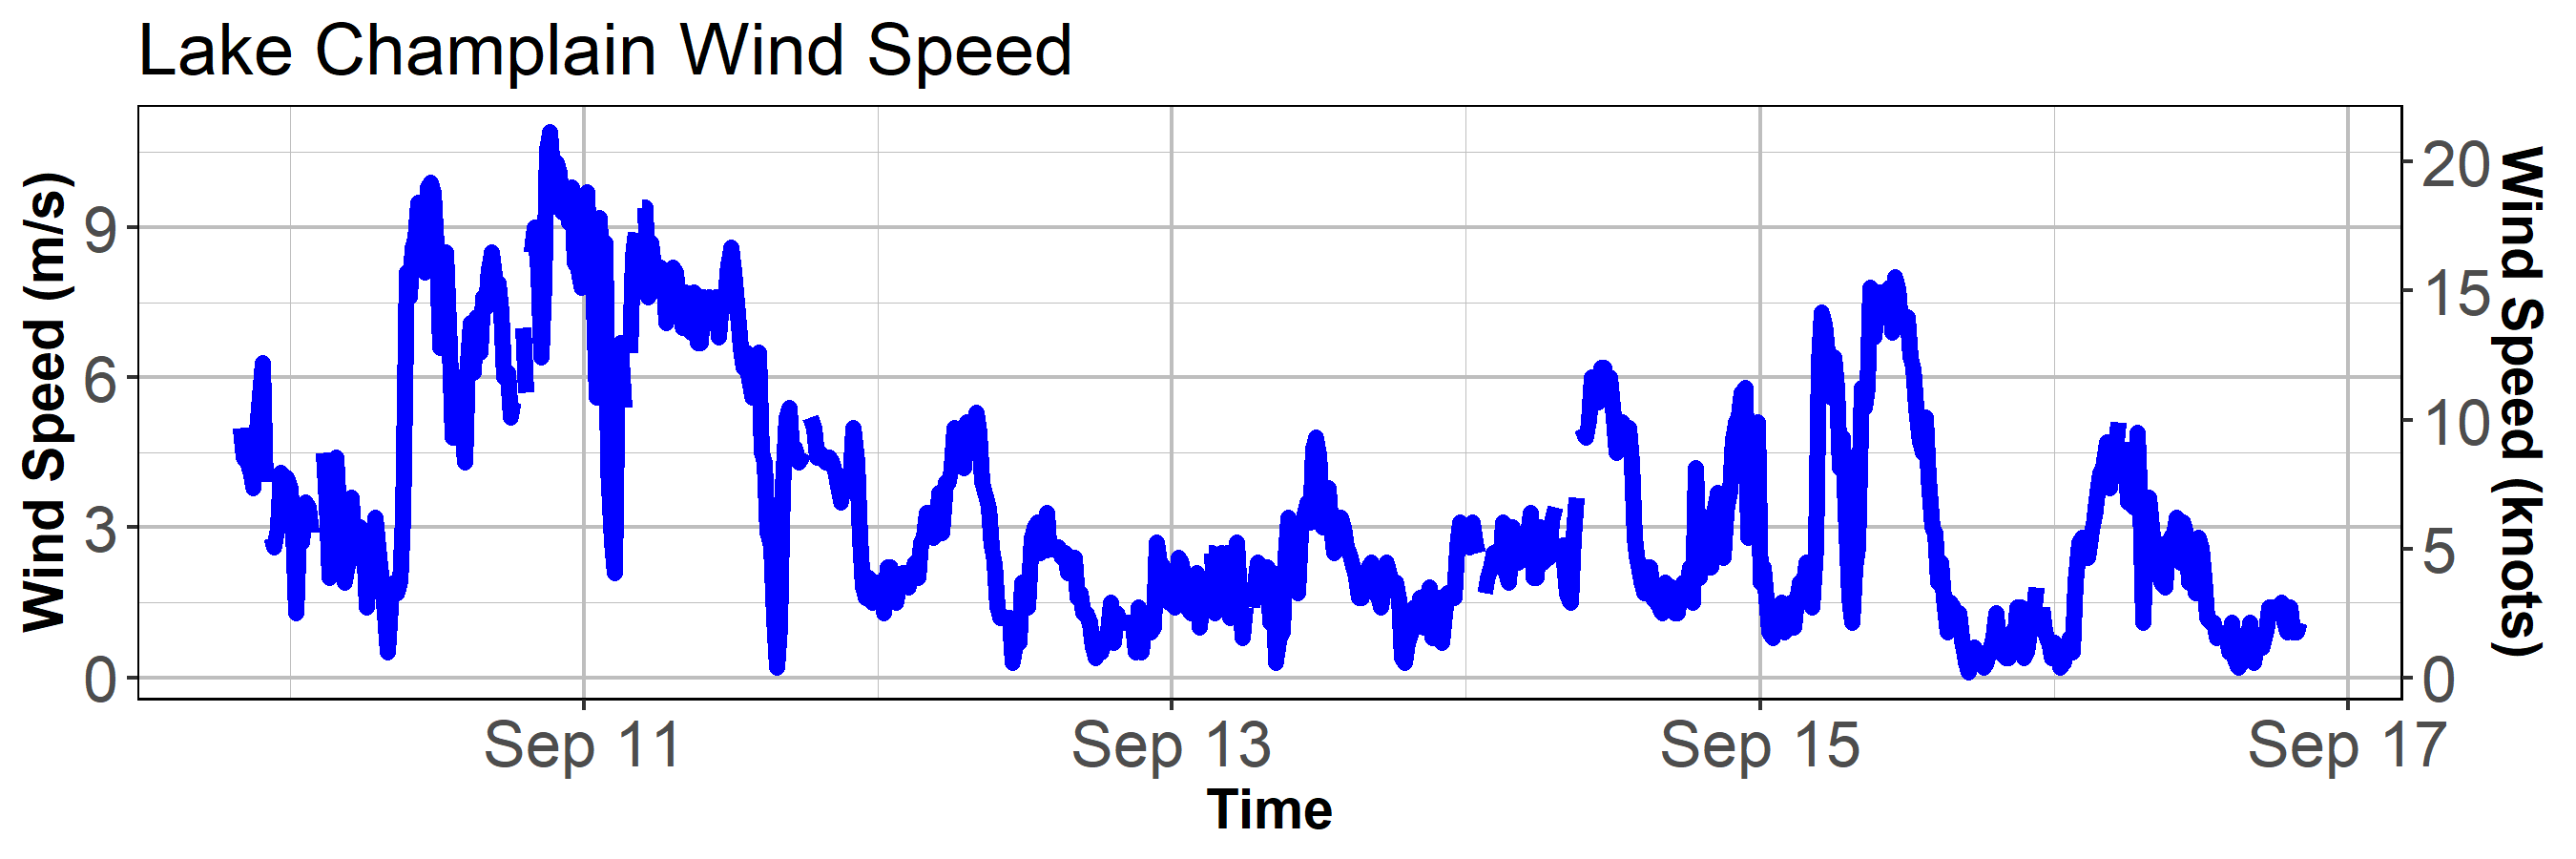 Lake Champlain Wind Speed
Wind Speed (m/s)
9
6
3
0
20
15
10
5
0
Wind Speed (knots)
Sep 11
Sep 13
Sep 15
Sep 17
Time